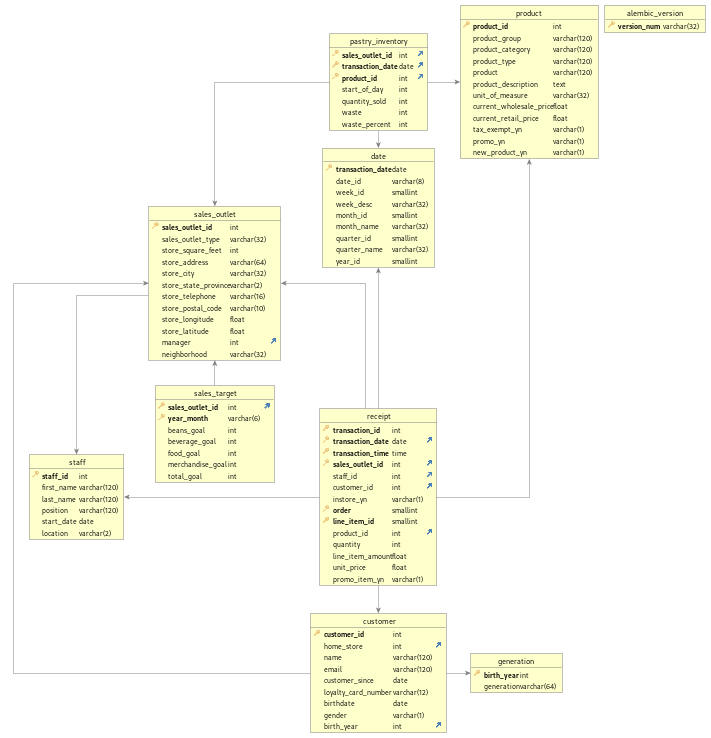 product
product_id int
product_group varchar(120)
product_category varchar(120)
product_type varchar(120)
product varchar(120)
product_description text
unit_of_measure varchar(32)
current_wholesale_price float
current_retail_price float
tax_exempt_yn varchar(1)
promo_yn varchar(1)
new_product_yn varchar(1)
alembic_version
version_num varchar(32)
pastry_inventory
sales_outlet_id int
transaction_date date
product_id int
start_of_day int
quantity_sold int
waste int
waste_percent int
date
transaction_date date
date_id varchar(8)
week_id smallint
week_desc varchar(32)
month_id smallint
month_name varchar(32)
quarter_id smallint
quarter_name varchar(32)
year_id smallint
sales_outlet
sales_outlet_id int
sales_outlet_type varchar(32)
store_square_feet int
store_address varchar(64)
store_city varchar(32)
store_state_province varchar(2)
store_telephone varchar(16)
store_postal_code varchar(10)
store_longitude float
store_latitude float
manager int
neighborhood varchar(32)
sales_target
sales_outlet_id int
year_month varchar(6)
beans_goal int
beverage_goal int
food_goal int
merchandise_goal int
total_goal int
staff
staff_id int
first_name varchar(120)
last_name varchar(120)
position varchar(120)
start_date date
location varchar(2)
receipt
transaction_id int
transaction_date date
transaction_time time
sales_outlet_id int
staff_id int
customer_id int
instore_yn varchar(1)
order smallint
line_item_id smallint
product_id int
quantity int
line_item_amount float
unit_price float
promo_item_yn varchar(1)
customer
customer_id int
home_store int
name varchar(120)
email varchar(120)
customer_since date
loyalty_card_number varchar(12)
birthdate date
gender varchar(1)
birth_year int
generation
birth_year int
generation varchar(64)